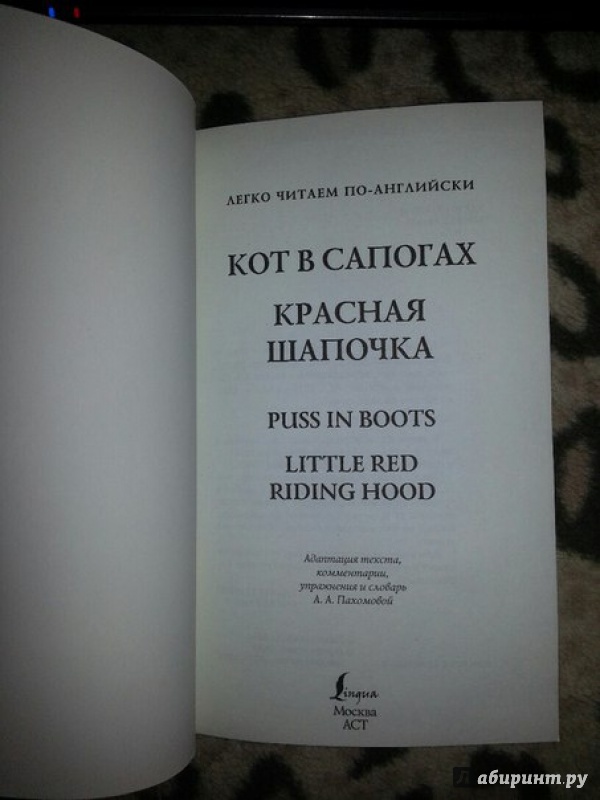 ЛЕГКО ЧИТАЕМ ПО-АНГЛИЙСКИ
КОТ В САПОГАХ
КРАСНАЯ
ШАПОЧКА
PUSS IN BOOTS
LITTLE RED
RIDING HOOD
Адаптация текста,
комментарии,
упражнения и словарь
А. А. Пахомовой
Lingua
Москва
АСТ
абиринт.ру